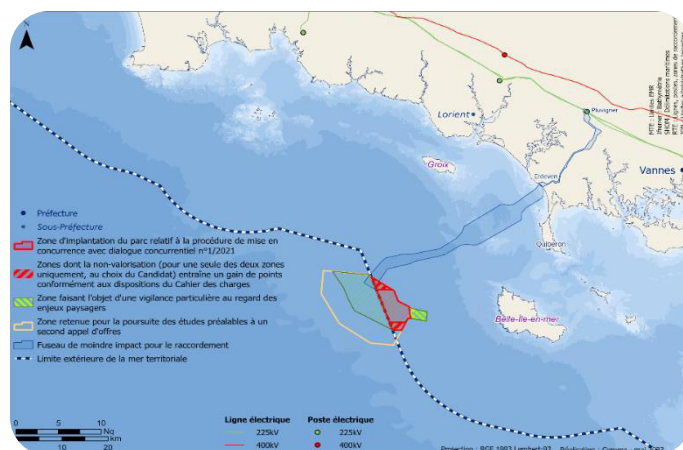 N
Lorient
Pluvigner
Vannes
Groix
Erdeven
Quiberon
Belle-Ile-en-mer
Préfecture
Sous-Préfecture
Zone d'implantation du parc relatif à la procédure de mise en
concurrence avec dialogue concurrentiel n°1/2021
Zones dont la non-valorisation (pour une seule des deux zones
uniquement, au choix du Candidat) entraîne un gain de points
conformément aux dispositions du Cahier des charges
Zone faisant l'objet d'une vigilance particulière au regard des
enjeux paysagers
Zone retenue pour la poursuite des études préalables à un
second appel d'offres
Fuseau de moindre impact pour le raccordement
Limite extérieure de la mer territoriale
0 5 10
Nq
0 10 20
km
Ligne électrique
225kV
400kV
Poste électrique
225kV
400kV